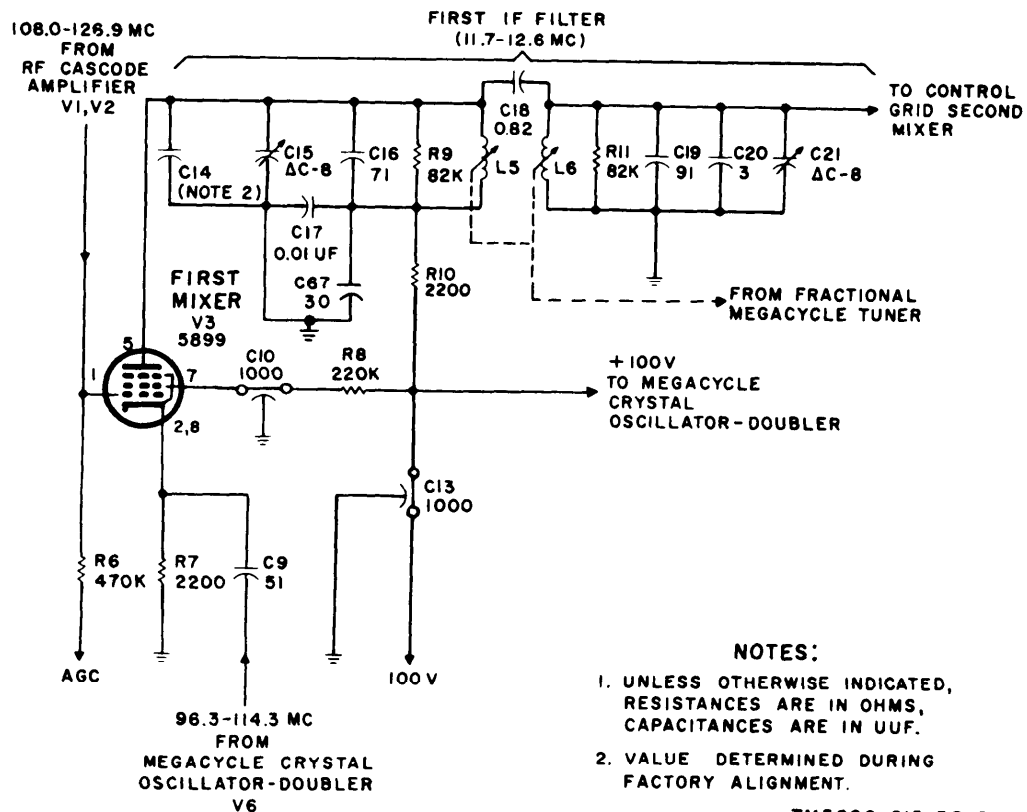 FIRST IF FILTER
(11.7-12.6 MC)
108.0-126.9 MC
FROM
RF CASCODE
AMPLIFIER
V1, V2
TO CONTROL
GRID SECOND
MIXER
C18
0.82
C14
(NOTE 2)
C15
ΔC-8
C16
71
R9
82K
L5
L6
R11
82K
C19
91
C20
3
C21
ΔC-8
C17
0.01 UF
C67
30
R10
2200
FROM FRACTIONAL
MEGACYCLE TUNER
FIRST
MIXER
V3
5899
5
1
7
2,8
C10
1000
R8
220K
+100V
TO MEGACYCLE
CRYSTAL
OSCILLATOR-DOUBLER
C13
1000
R6
470K
R7
2200
C9
51
AGC
100 V
96.3-114.3 MC
FROM
MEGACYCLE CRYSTAL
OSCILLATOR-DOUBLER
V6
NOTES:
1. UNLESS OTHERWISE INDICATED,
RESISTANCES ARE IN OHMS,
CAPACITANCES ARE IN UUF.
2. VALUE DETERMINED DURING
FACTORY ALIGNMENT.